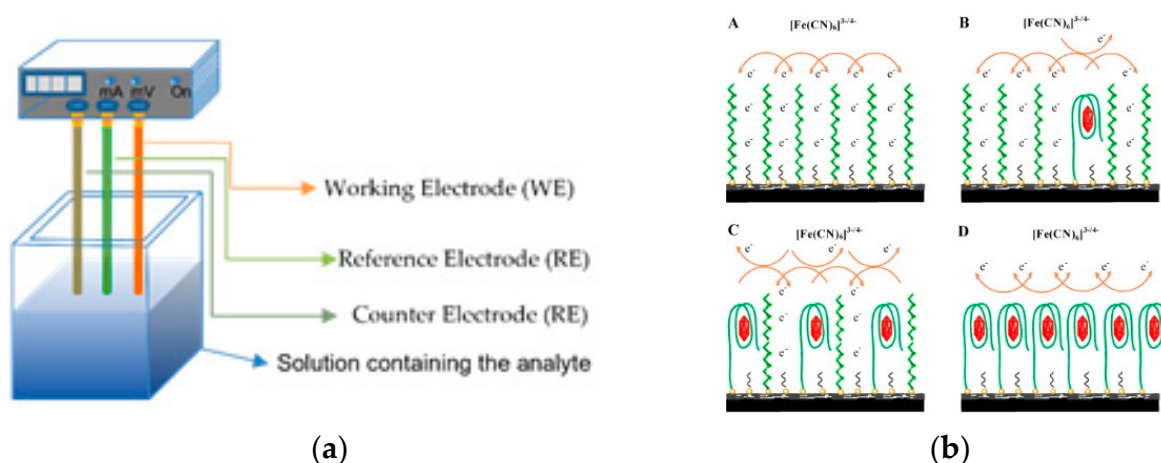 mA mV On
Working Electrode (WE)
Reference Electrode (RE)
Counter Electrode (RE)
Solution containing the analyte
(a)
A
[Fe(CN)₆]³⁻/⁴⁻
e⁻ e⁻ e⁻ e⁻ e⁻ e⁻
e⁻ e⁻ e⁻ e⁻ e⁻ e⁻
e⁻ e⁻ e⁻ e⁻ e⁻ e⁻
e⁻ e⁻ e⁻ e⁻ e⁻ e⁻
B
[Fe(CN)₆]³⁻/⁴⁻
e⁻
e⁻ e⁻ e⁻ e⁻
e⁻ e⁻ e⁻ e⁻
e⁻ e⁻ e⁻ e⁻
C
[Fe(CN)₆]³⁻/⁴⁻
e⁻ e⁻ e⁻
e⁻ e⁻
e⁻ e⁻
e⁻ e⁻
e⁻ e⁻
D
[Fe(CN)₆]³⁻/⁴⁻
e⁻ e⁻ e⁻ e⁻ e⁻
(b)